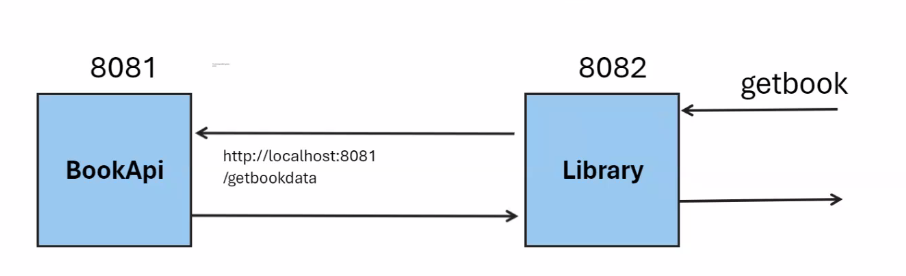 8081
8082
getbook
BookApi
http://localhost:8081
/getbookdata
Library